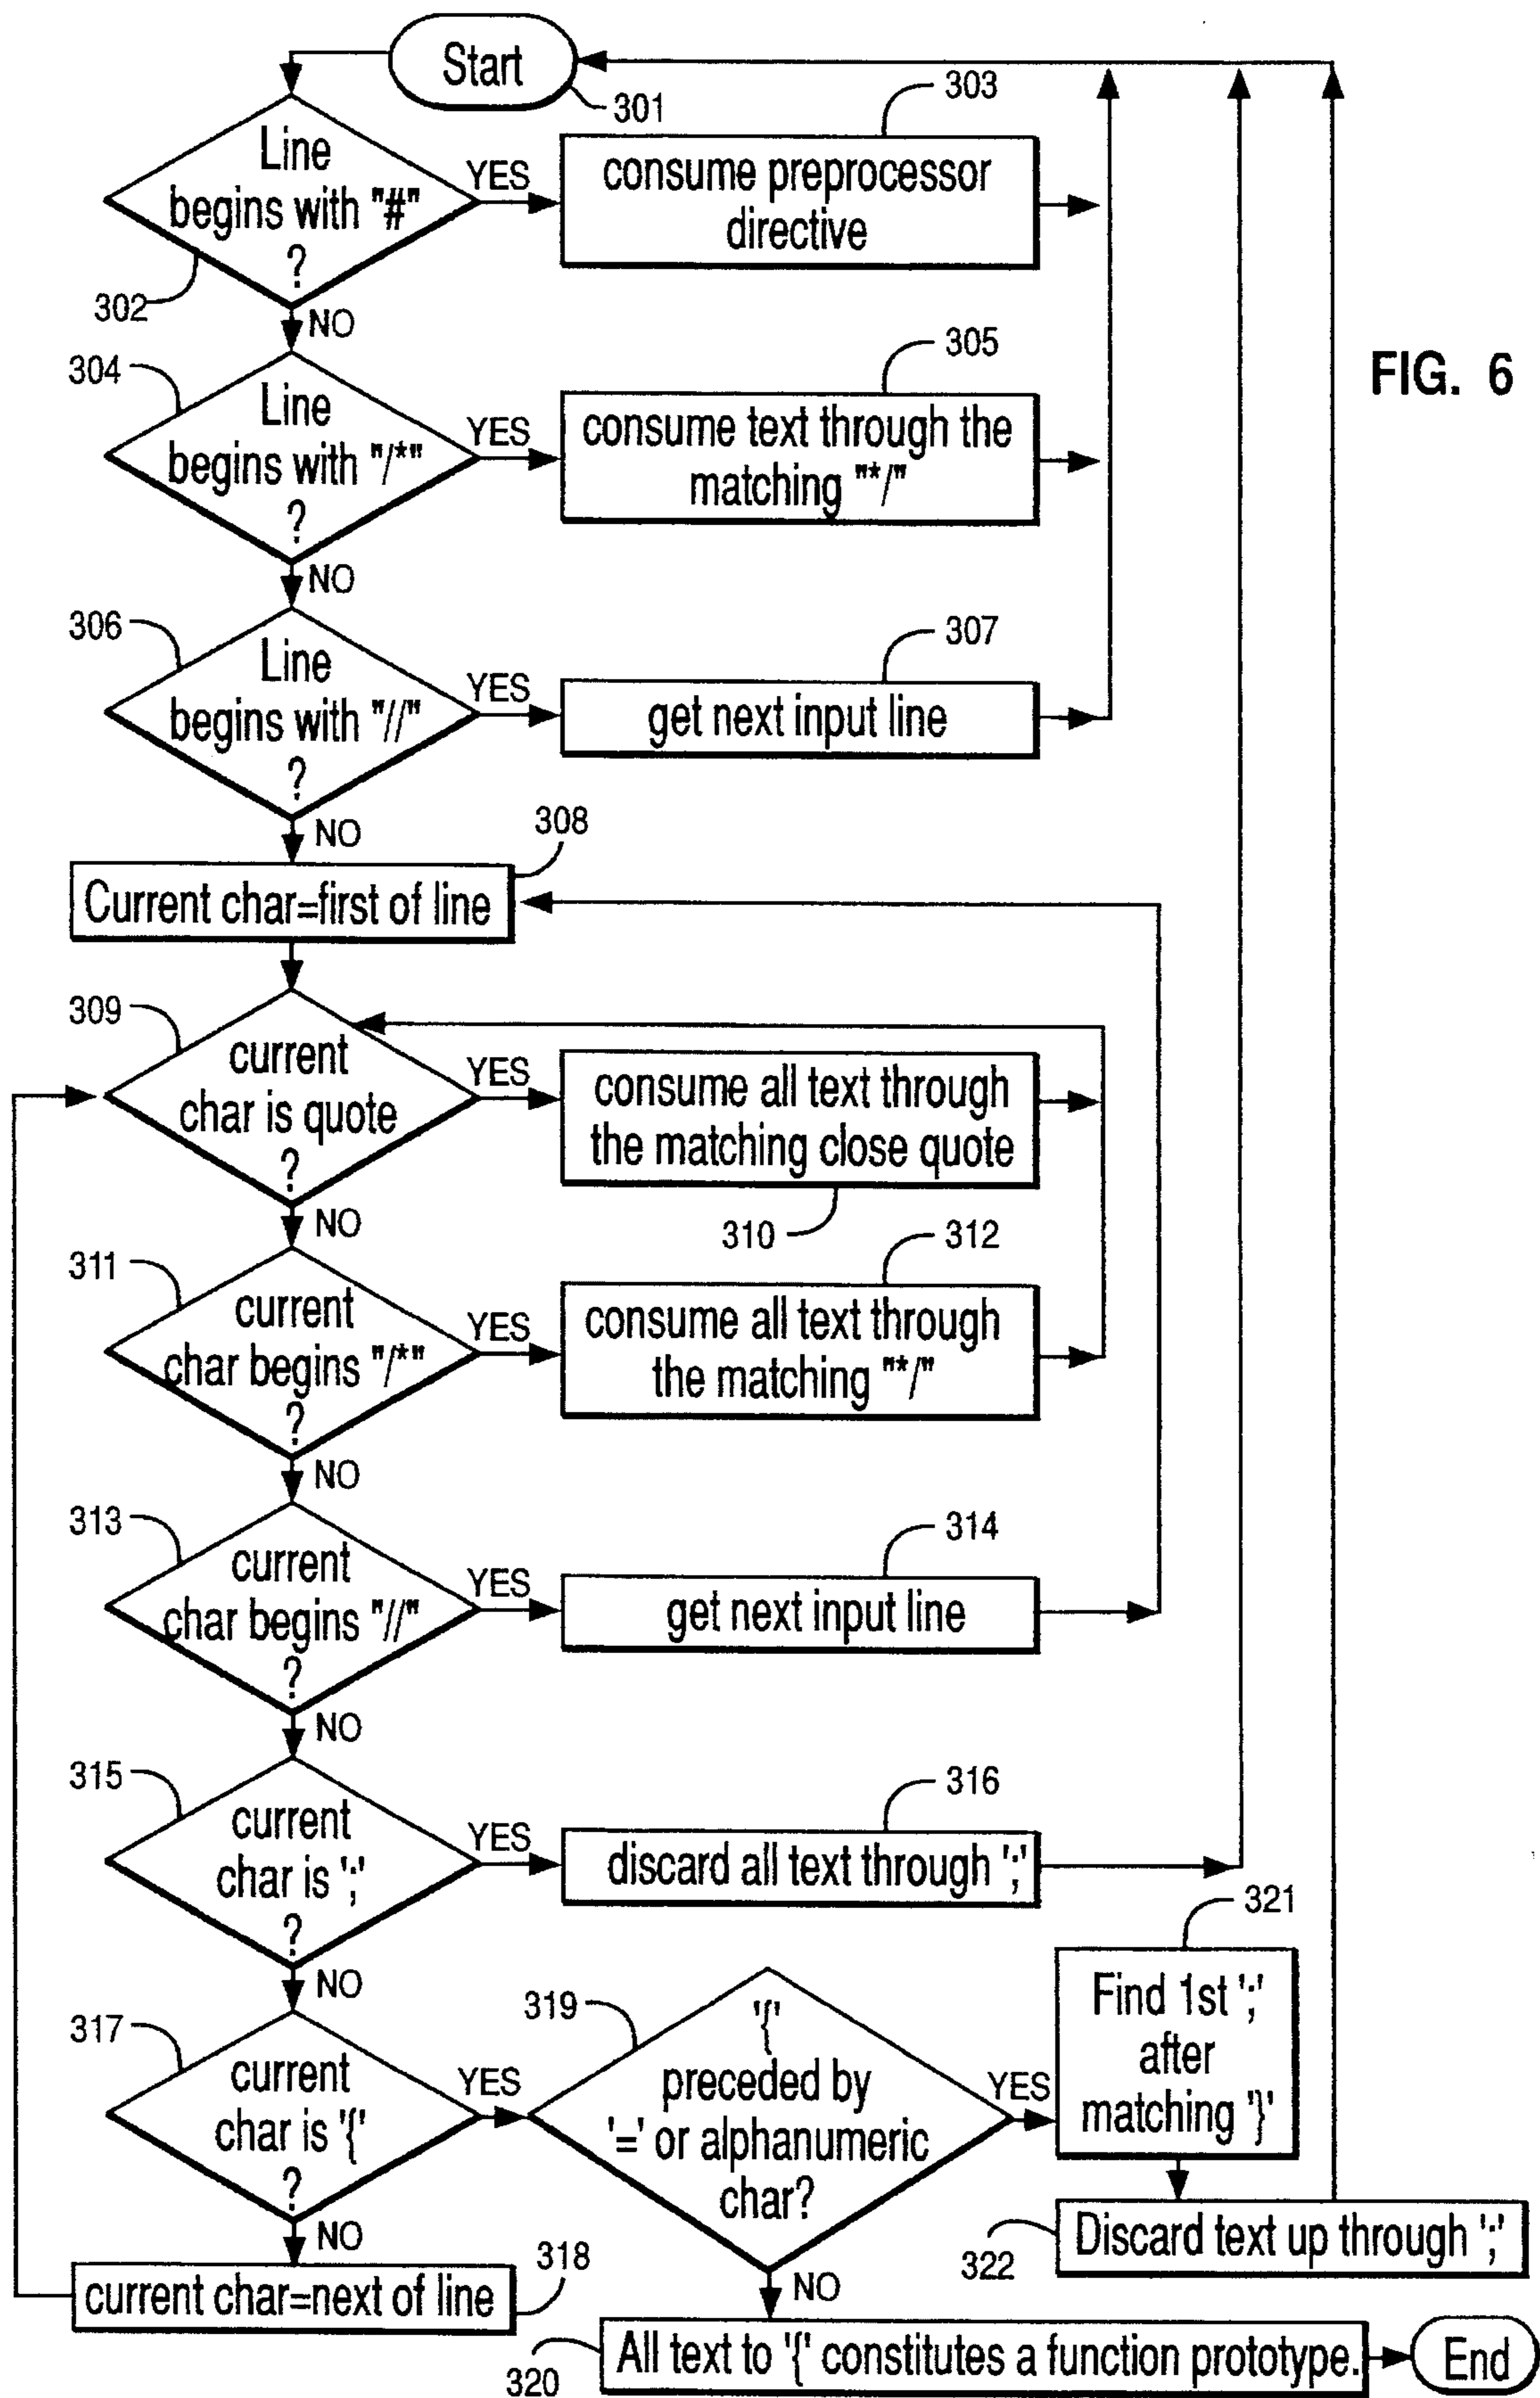 Start
301
303
Line
begins with "#"
?
YES
consume preprocessor
directive
302
NO
FIG. 6
304
305
Line
begins with "/*"
?
YES
consume text through the
matching "*/"
NO
306
307
Line
begins with "//"
?
YES
get next input line
NO
308
Current char=first of line
309
current
char is quote
?
YES
consume all text through
the matching close quote
310
NO
311
312
current
char begins "/*"
?
YES
consume all text through
the matching "*/"
NO
313
314
current
char begins "//"
?
YES
get next input line
NO
315
316
current
char is ';'
?
YES
discard all text through ';'
NO
317
current
char is '{'
?
YES
319
'{'
preceded by
'=' or alphanumeric
char?
YES
321
Find 1st ';'
after
matching '}'
322
Discard text up through ';'
NO
318
current char=next of line
NO
320
All text to '{' constitutes a function prototype.
End